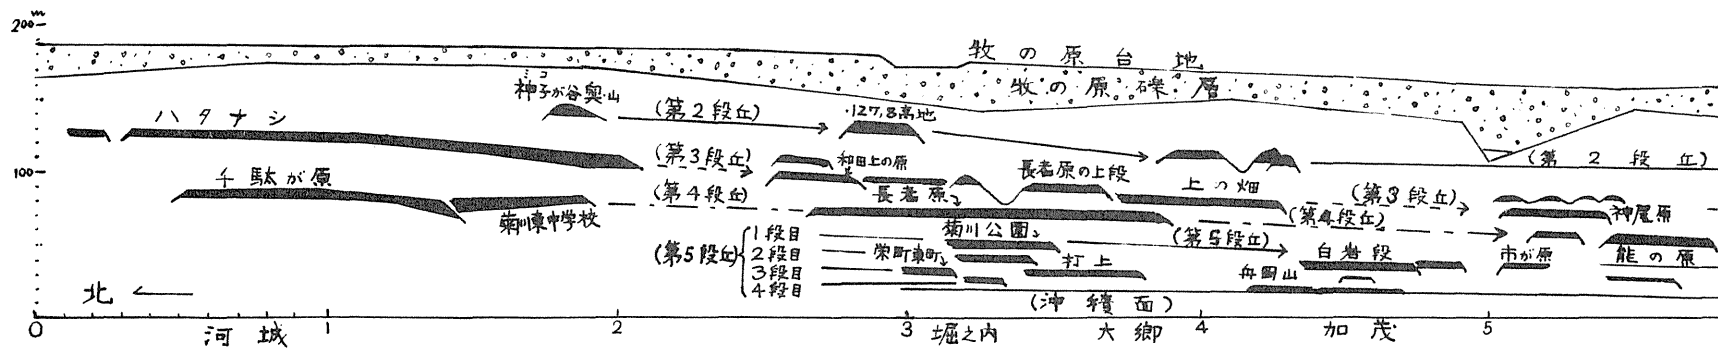 200 m
牧の原台地
牧の原礫層
ミコ
神子が谷奥山
(第2段丘)
・127.8高地
ハタナシ
(第2段丘)
(第3段丘)
和田上の原
長者原の上段
100
千駄が原
(第4段丘)
長者原
上の畑
(第3段丘)
神尾原
菊川東中学校
(第4段丘)
菊川公園
(第5段丘)
(第5段丘)
1段目
2段目
3段目
4段目
栄町東町
打上
白岩段
市が原
能の原
舟岡山
北
(沖積面)
0 1 2 3 4 5
河城 堀之内 大郷 加茂